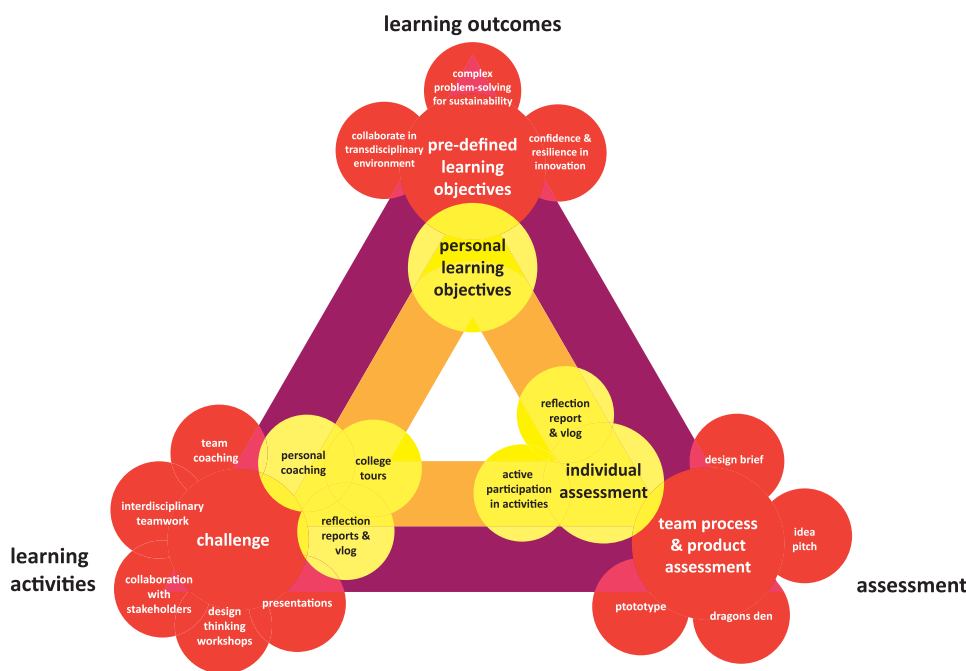 learning outcomes
complex
problem-solving
for sustainability
collaborate in
transdisciplinary
environment
confidence &
resilience in
innovation
pre-defined
learning
objectives
personal
learning
objectives
team
coaching
personal
coaching
college
tours
interdisciplinary
teamwork
challenge
reflection
reports &
vlog
learning
activities
collaboration
with
stakeholders
design
thinking
workshops
presentations
reflection
report
& vlog
active
participation
in activities
individual
assessment
design brief
team process
& product
assessment
idea
pitch
ptototype
dragons den
assessment